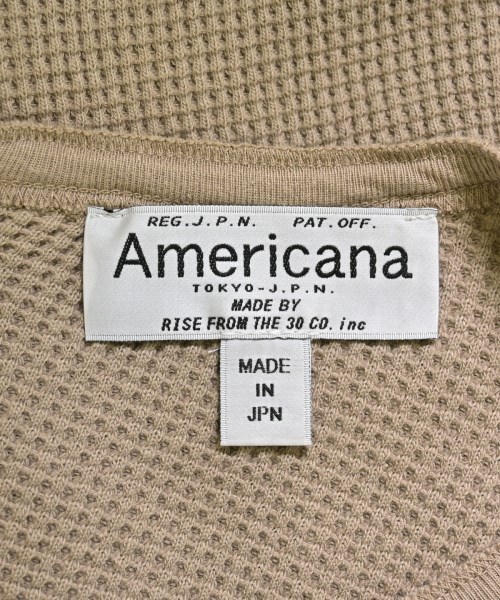 REG.J.P.N. PAT.OFF.
Americana
TOKYO-J.P.N.
MADE BY
RISE FROM THE 30 CO. inc
MADE
IN
JPN